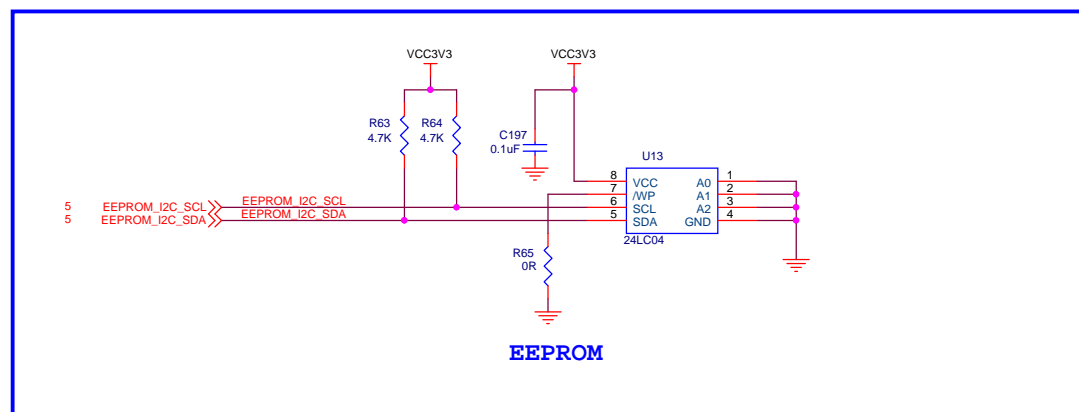 VCC3V3
VCC3V3
R63
4.7K
R64
4.7K
C197
0.1uF
U13
8 VCC A0 1
7 /WP A1 2
6 SCL A2 3
5 SDA GND 4
24LC04
5 EEPROM_I2C_SCL EEPROM_I2C_SCL
5 EEPROM_I2C_SDA EEPROM_I2C_SDA
R65
0R
EEPROM